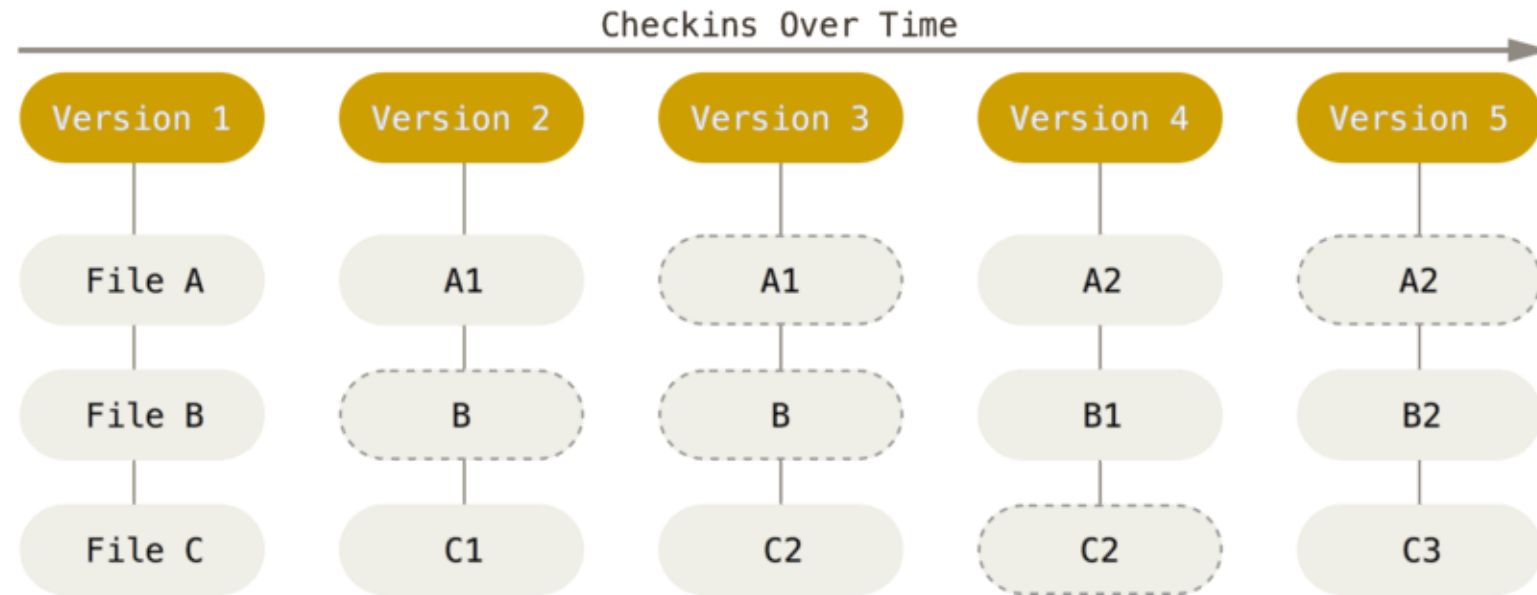 Checkins Over Time
Version 1 Version 2 Version 3 Version 4 Version 5
File A A1 A1 A2 A2
File B B B B1 B2
File C C1 C2 C2 C3